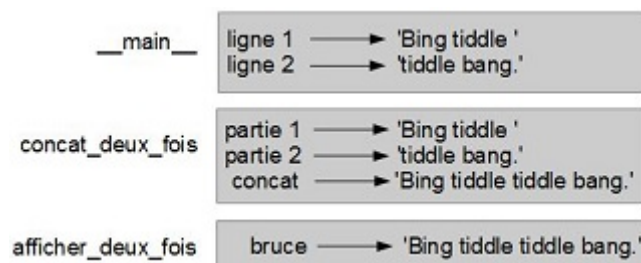 __main__
ligne 1 'Bing tiddle '
ligne 2 'tiddle bang.'
concat_deux_fois
partie 1 'Bing tiddle '
partie 2 'tiddle bang.'
concat 'Bing tiddle tiddle bang.'
afficher_deux_fois
bruce 'Bing tiddle tiddle bang.'